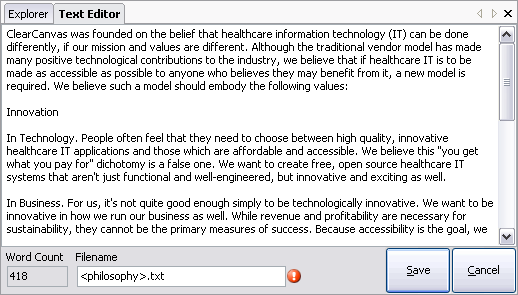 Explorer Text Editor
ClearCanvas was founded on the belief that healthcare information technology (IT) can be done
differently, if our mission and values are different. Although the traditional vendor model has made
many positive technological contributions to the industry, we believe that if healthcare IT is to be
made as accessible as possible to anyone who believes they may benefit from it, a new model is
required. We believe such a model should embody the following values:
Innovation
In Technology. People often feel that they need to choose between high quality, innovative
healthcare IT applications and those which are affordable and accessible. We believe this "you get
what you pay for" dichotomy is a false one. We want to create free, open source healthcare IT
systems that aren't just functional and well-engineered, but innovative and exciting as well.
In Business. For us, it's not quite good enough simply to be technologically innovative. We want to be
innovative in how we run our business as well. While revenue and profitability are necessary for
sustainability, they cannot be the primary measures of success. Because accessibility is the goal, we
Word Count Filename
418 <philosophy>.txt
Save Cancel